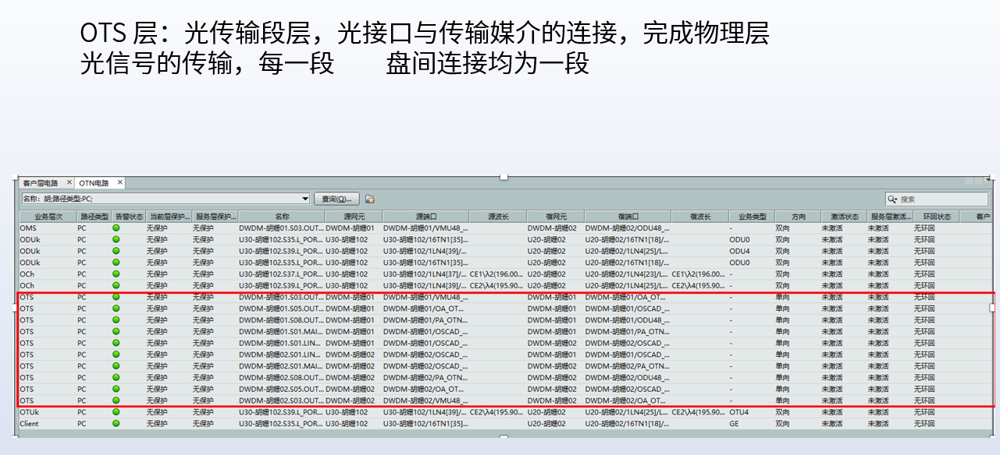 OTS 层：光传输段层，光接口与传输媒介的连接，完成物理层
光信号的传输，每一段 盘间连接均为一段
客户层电路 OTN电路
名称: 胡;路径类型:PC; 查询(Q)... 搜索
业务层次 路径类型 告警状态 当前层保护... 服务层保护... 名称 源网元 源端口 源波长 宿网元 宿端口 宿波长 业务类型 方向 激活状态 服务层激活... 环回状态 客户
OMS PC 无保护 无保护 DWDM-胡姗01.S03.OUT... DWDM-胡姗01 DWDM-胡姗01/VMU48_... DWDM-胡姗02 DWDM-胡姗02/ODU48_... - 双向 未激活 未激活 无环回
ODUk PC 无保护 无保护 U30-胡姗102.S35.L_POR... U30-胡姗102 U30-胡姗102/16TN1[35]... U20-胡姗02 U20-胡姗02/16TN1[18]/... ODU0 双向 未激活 未激活 无环回
ODUk PC 无保护 无保护 U30-胡姗102.S39.L_POR... U30-胡姗102 U30-胡姗102/1LN4[39]/... U20-胡姗02 U20-胡姗02/1LN4[25]/L... ODU4 双向 未激活 未激活 无环回
ODUk PC 无保护 无保护 U30-胡姗102.S35.L_POR... U30-胡姗102 U30-胡姗102/16TN1[35]... U20-胡姗02 U20-胡姗02/16TN1[18]/... ODU0 双向 未激活 未激活 无环回
OCh PC 无保护 无保护 U30-胡姗102.S37.L_POR... U30-胡姗102 U30-胡姗102/1LN4[37]/... CE1\λ2(196.00... U20-胡姗02 U20-胡姗02/1LN4[23]/L... CE1\λ2(196.00... - 双向 未激活 未激活 无环回
OCh PC 无保护 无保护 U30-胡姗102.S39.L_POR... U30-胡姗102 U30-胡姗102/1LN4[39]/... CE2\λ4(195.90... U20-胡姗02 U20-胡姗02/1LN4[25]/L... CE2\λ4(195.90... - 双向 未激活 未激活 无环回
OTS PC 无保护 无保护 DWDM-胡姗01.S03.OUT... DWDM-胡姗01 DWDM-胡姗01/VMU48_... DWDM-胡姗01 DWDM-胡姗01/OA_OT... - 单向 未激活 未激活 无环回
OTS PC 无保护 无保护 DWDM-胡姗01.S05.OUT... DWDM-胡姗01 DWDM-胡姗01/OA_OT... DWDM-胡姗01 DWDM-胡姗01/OSCAD_... - 单向 未激活 未激活 无环回
OTS PC 无保护 无保护 DWDM-胡姗01.S08.OUT... DWDM-胡姗01 DWDM-胡姗01/PA_OTN... DWDM-胡姗01 DWDM-胡姗01/ODU48_... - 单向 未激活 未激活 无环回
OTS PC 无保护 无保护 DWDM-胡姗01.S01.MAI... DWDM-胡姗01 DWDM-胡姗01/OSCAD_... DWDM-胡姗01 DWDM-胡姗01/PA_OTN... - 单向 未激活 未激活 无环回
OTS PC 无保护 无保护 DWDM-胡姗01.S01.LIN... DWDM-胡姗01 DWDM-胡姗01/OSCAD_... DWDM-胡姗02 DWDM-胡姗02/OSCAD_... - 单向 未激活 未激活 无环回
OTS PC 无保护 无保护 DWDM-胡姗02.S01.LIN... DWDM-胡姗02 DWDM-胡姗02/OSCAD_... DWDM-胡姗01 DWDM-胡姗01/OSCAD_... - 单向 未激活 未激活 无环回
OTS PC 无保护 无保护 DWDM-胡姗02.S01.MAI... DWDM-胡姗02 DWDM-胡姗02/OSCAD_... DWDM-胡姗02 DWDM-胡姗02/PA_OTN... - 单向 未激活 未激活 无环回
OTS PC 无保护 无保护 DWDM-胡姗02.S08.OUT... DWDM-胡姗02 DWDM-胡姗02/PA_OTN... DWDM-胡姗02 DWDM-胡姗02/ODU48_... - 单向 未激活 未激活 无环回
OTS PC 无保护 无保护 DWDM-胡姗02.S05.OUT... DWDM-胡姗02 DWDM-胡姗02/OA_OT... DWDM-胡姗02 DWDM-胡姗02/OSCAD_... - 单向 未激活 未激活 无环回
OTS PC 无保护 无保护 DWDM-胡姗02.S03.OUT... DWDM-胡姗02 DWDM-胡姗02/VMU48_... DWDM-胡姗02 DWDM-胡姗02/OA_OT... - 单向 未激活 未激活 无环回
OTUk PC 无保护 无保护 U30-胡姗102.S39.L_POR... U30-胡姗102 U30-胡姗102/1LN4[39]/... CE2\λ4(195.90... U20-胡姗02 U20-胡姗02/1LN4[25]/L... CE2\λ4(195.90... OTU4 双向 未激活 未激活 无环回
Client PC 无保护 无保护 U30-胡姗102.S35.L_POR... U30-胡姗102 U30-胡姗102/16TN1[35]... U20-胡姗02 U20-胡姗02/16TN1[18]/... GE 双向 未激活 未激活 无环回